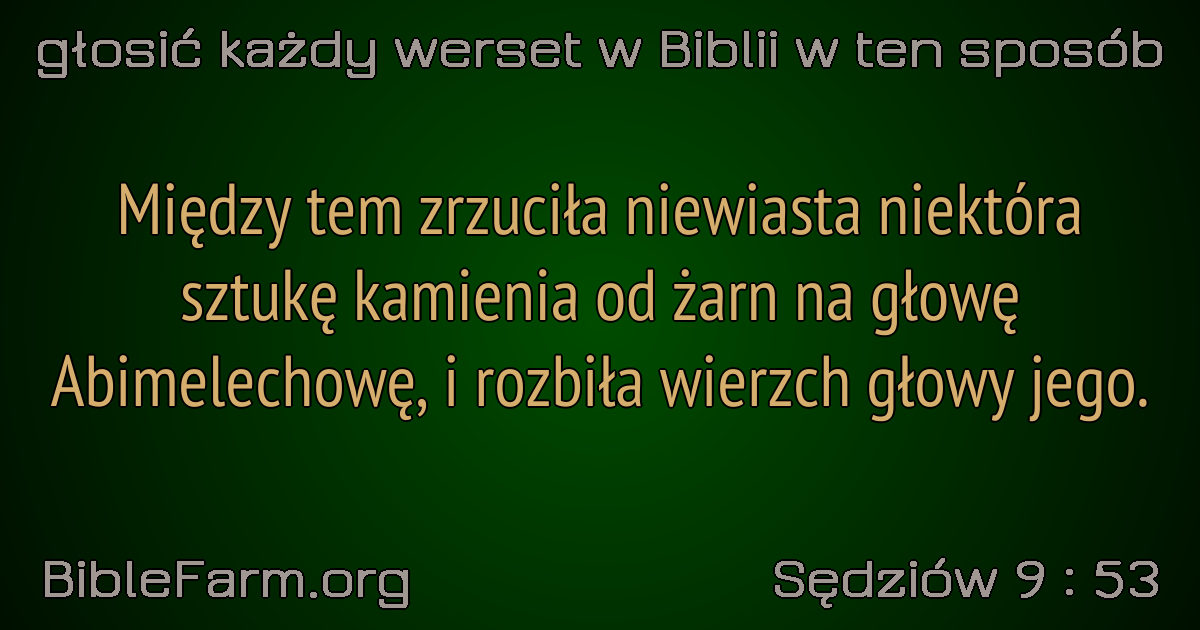 głosić każdy werset w Biblii w ten sposób
Między tem zrzuciła niewiasta niektóra
sztukę kamienia od żarn na głowę
Abimelechowę, i rozbiła wierzch głowy jego.
BibleFarm.org
Sędziów 9 : 53